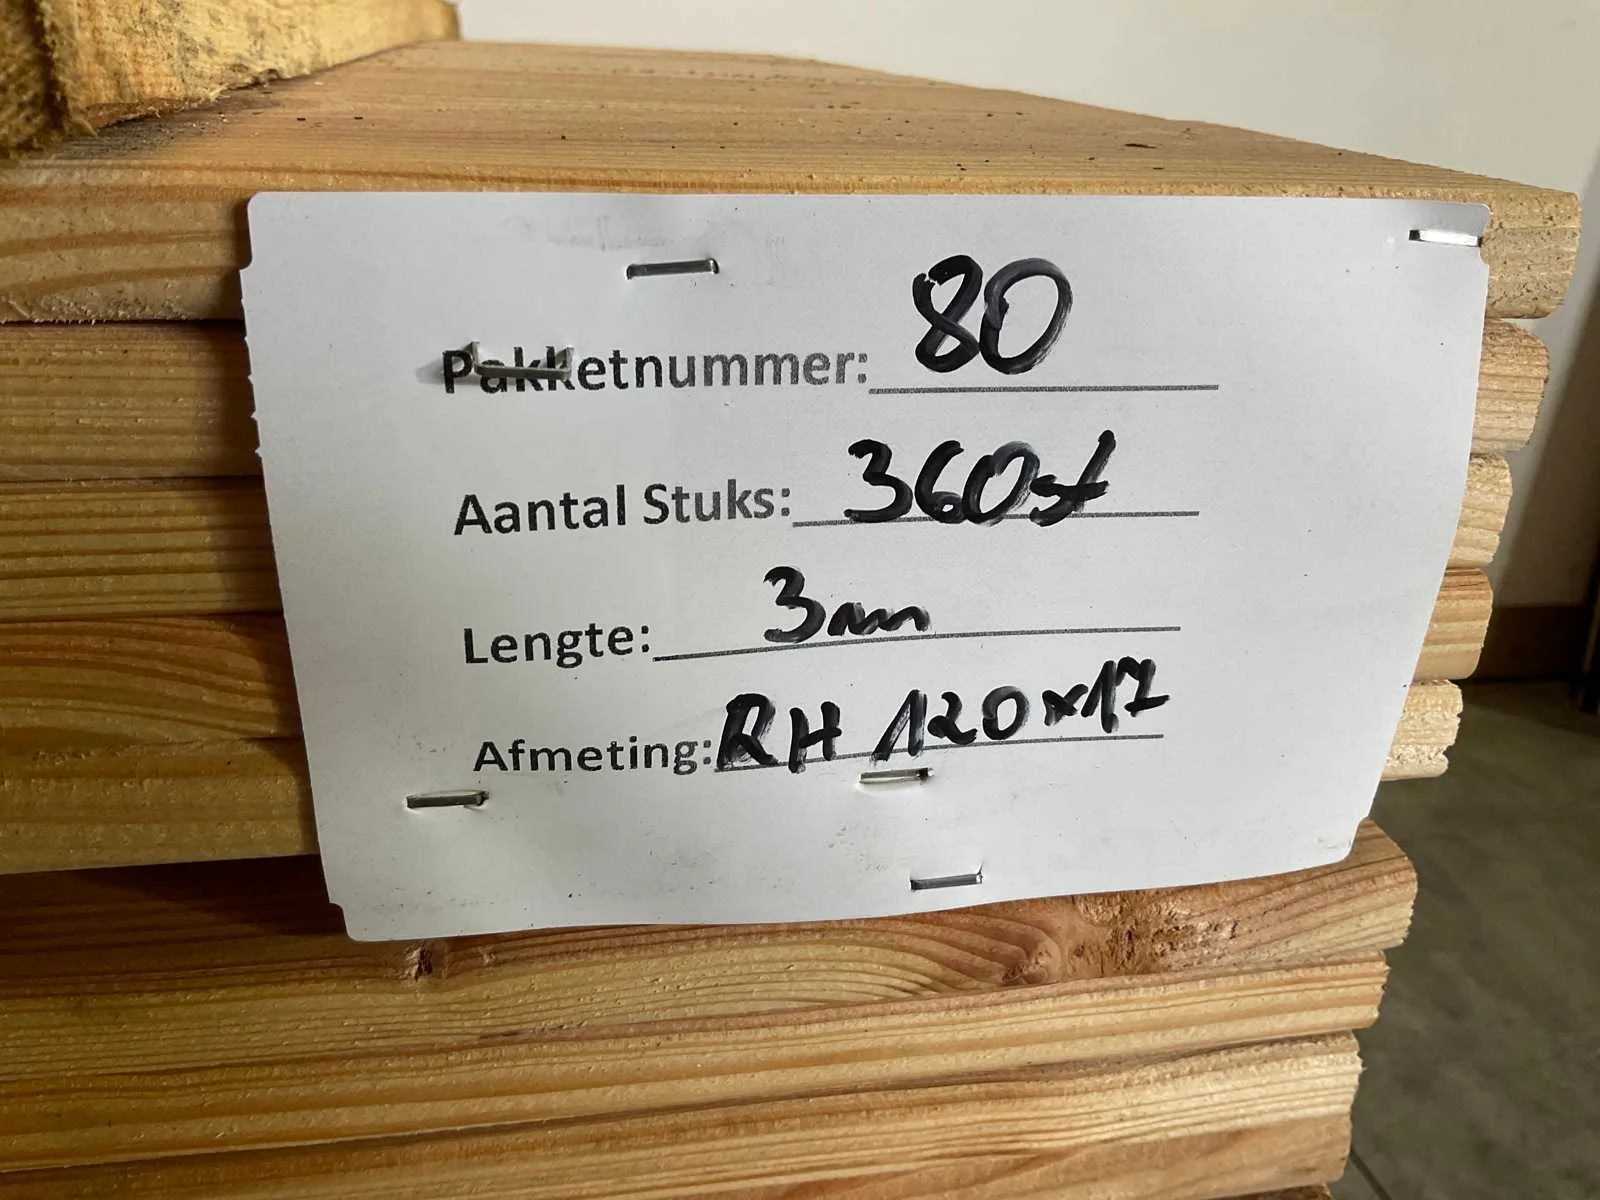 Pakketnummer: 80
Aantal Stuks: 360st
Lengte: 3m
Afmeting: RH 120x17